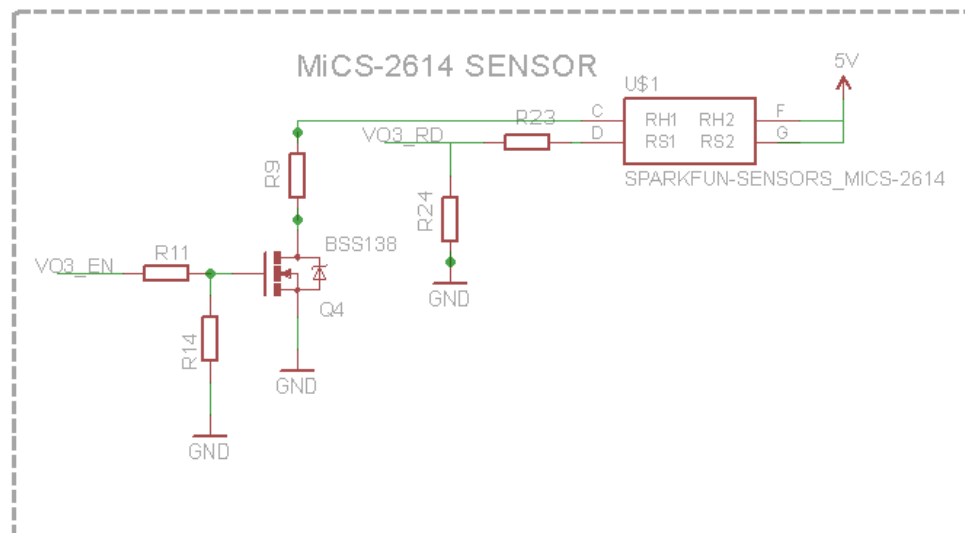 MiCS-2614 SENSOR
5V
U$1
C RH1 RH2 F
D RS1 RS2 G
R23
VO3_RD
SPARKFUN-SENSORS_MICS-2614
R9
R24
BSS138
R11
VO3_EN
GND
Q4
R14
GND
GND